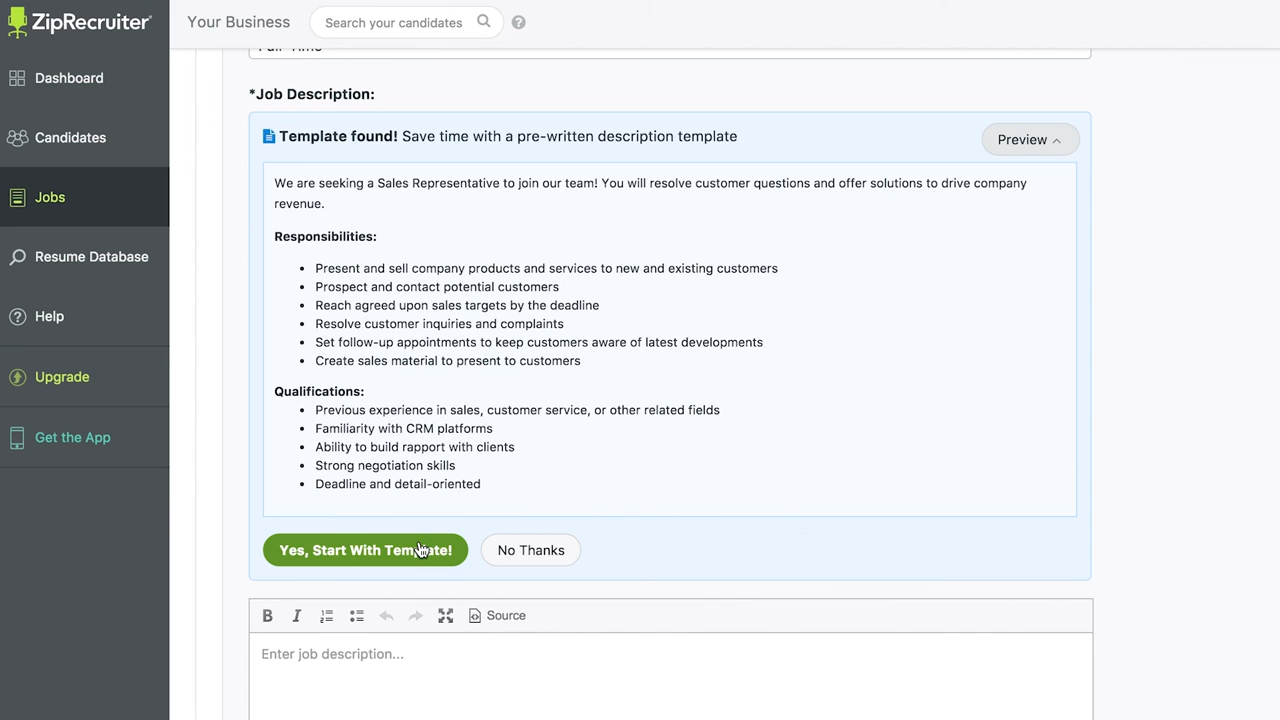 ZipRecruiter
Your Business
Search your candidates
?
Dashboard
Candidates
Jobs
Resume Database
? Help
Upgrade
Get the App
Full-Time
*Job Description:
Template found! Save time with a pre-written description template
Preview
We are seeking a Sales Representative to join our team! You will resolve customer questions and offer solutions to drive company
revenue.
Responsibilities:
• Present and sell company products and services to new and existing customers
• Prospect and contact potential customers
• Reach agreed upon sales targets by the deadline
• Resolve customer inquiries and complaints
• Set follow-up appointments to keep customers aware of latest developments
• Create sales material to present to customers
Qualifications:
• Previous experience in sales, customer service, or other related fields
• Familiarity with CRM platforms
• Ability to build rapport with clients
• Strong negotiation skills
• Deadline and detail-oriented
Yes, Start With Template!
No Thanks
B I Source
Enter job description...